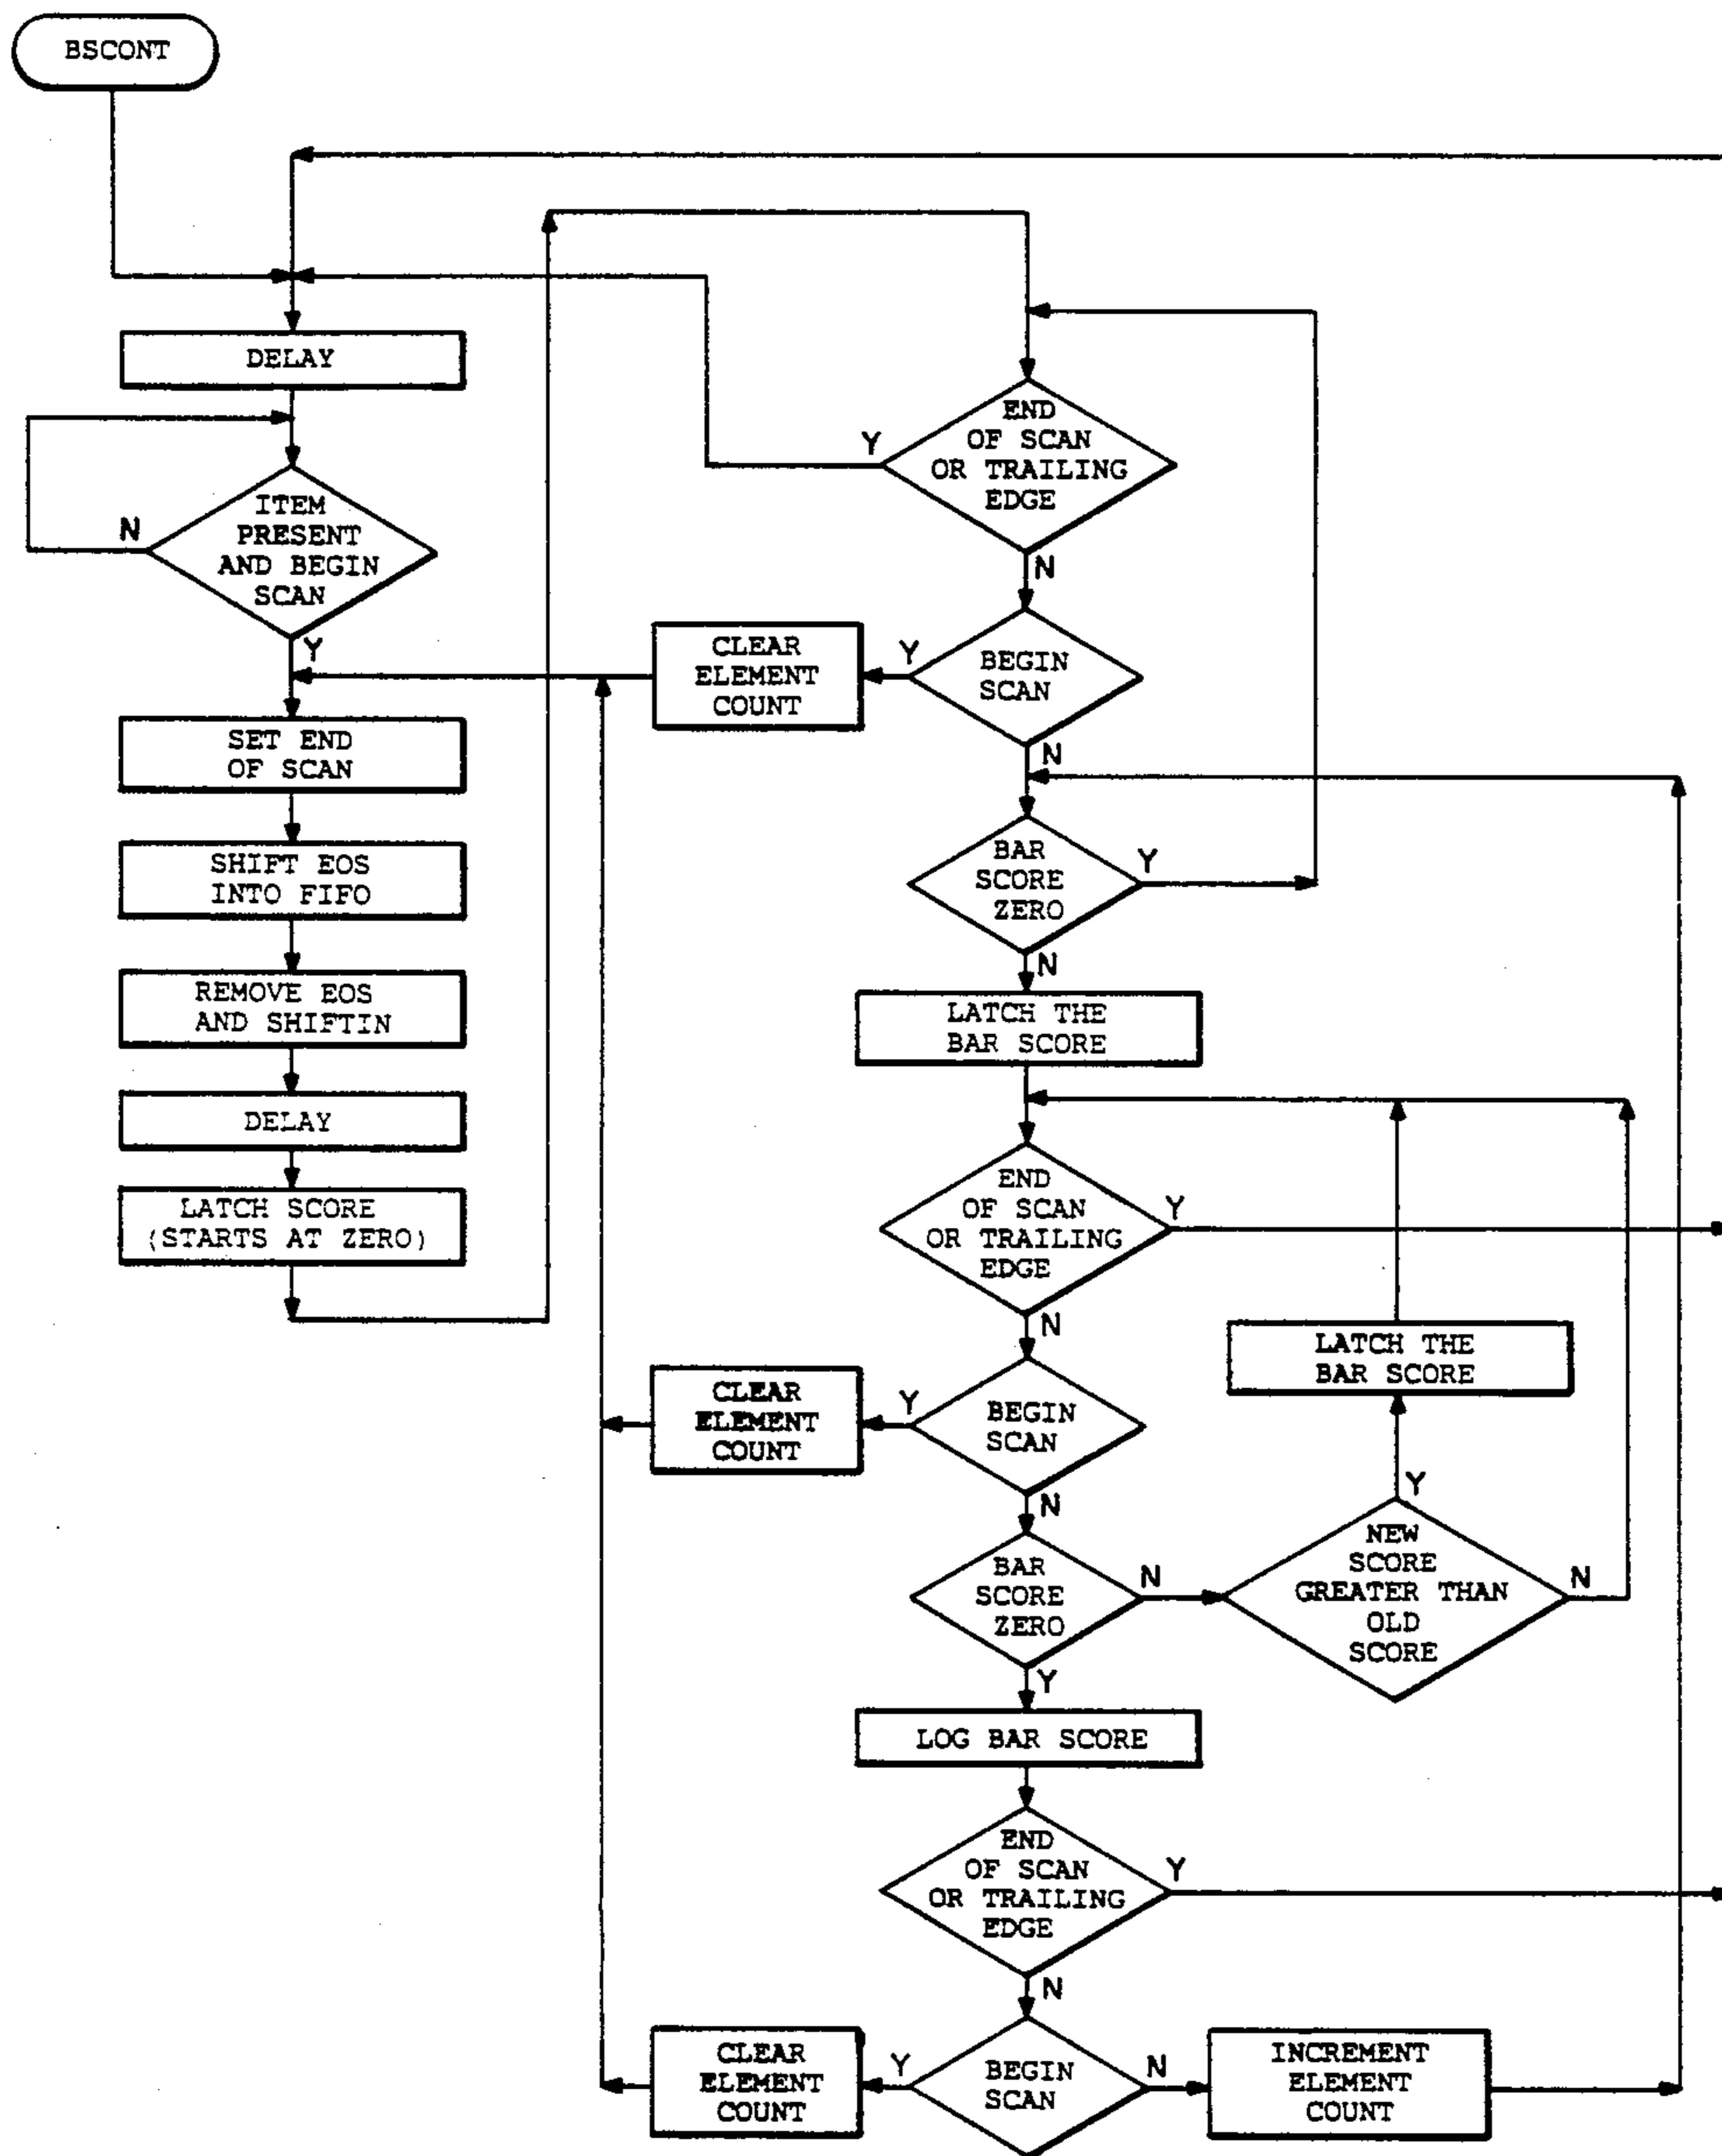 BSCONT
DELAY
ITEM
PRESENT
AND BEGIN
SCAN
N
Y
SET END
OF SCAN
SHIFT EOS
INTO FIFO
REMOVE EOS
AND SHIFTIN
DELAY
LATCH SCORE
(STARTS AT ZERO)
END
OF SCAN
OR TRAILING
EDGE
Y
N
BEGIN
SCAN
Y
CLEAR
ELEMENT
COUNT
N
BAR
SCORE
ZERO
Y
N
LATCH THE
BAR SCORE
END
OF SCAN
OR TRAILING
EDGE
Y
N
BEGIN
SCAN
Y
CLEAR
ELEMENT
COUNT
N
BAR
SCORE
ZERO
N
NEW
SCORE
GREATER THAN
OLD
SCORE
N
Y
LATCH THE
BAR SCORE
Y
LOG BAR SCORE
END
OF SCAN
OR TRAILING
EDGE
Y
N
BEGIN
SCAN
Y
CLEAR
ELEMENT
COUNT
N
INCREMENT
ELEMENT
COUNT